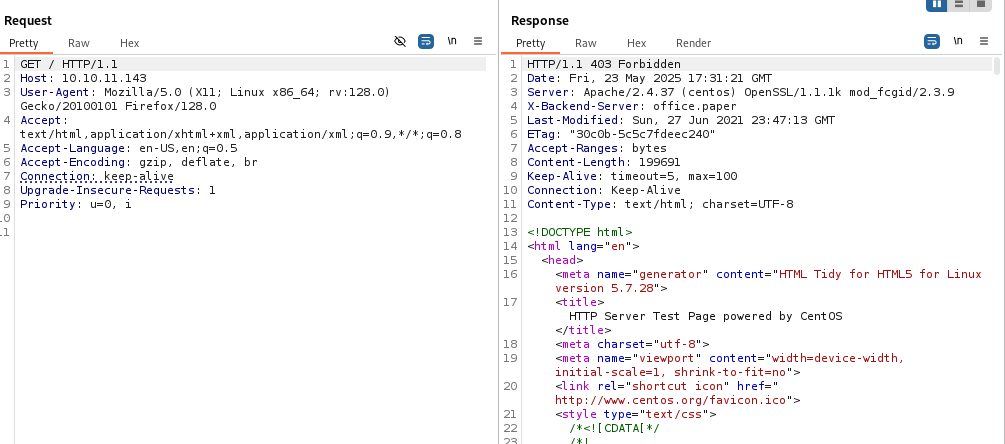 Request
Pretty Raw Hex \n
1 GET / HTTP/1.1
2 Host: 10.10.11.143
3 User-Agent: Mozilla/5.0 (X11; Linux x86_64; rv:128.0)
Gecko/20100101 Firefox/128.0
4 Accept:
text/html,application/xhtml+xml,application/xml;q=0.9,*/*;q=0.8
5 Accept-Language: en-US,en;q=0.5
6 Accept-Encoding: gzip, deflate, br
7 Connection: keep-alive
8 Upgrade-Insecure-Requests: 1
9 Priority: u=0, i
10
11
Response
Pretty Raw Hex Render \n
1 HTTP/1.1 403 Forbidden
2 Date: Fri, 23 May 2025 17:31:21 GMT
3 Server: Apache/2.4.37 (centos) OpenSSL/1.1.1k mod_fcgid/2.3.9
4 X-Backend-Server: office.paper
5 Last-Modified: Sun, 27 Jun 2021 23:47:13 GMT
6 ETag: "30c0b-5c5c7fdeec240"
7 Accept-Ranges: bytes
8 Content-Length: 199691
9 Keep-Alive: timeout=5, max=100
10 Connection: Keep-Alive
11 Content-Type: text/html; charset=UTF-8
12
13 <!DOCTYPE html>
14 <html lang="en">
15 <head>
16 <meta name="generator" content="HTML Tidy for HTML5 for Linux
version 5.7.28">
17 <title>
HTTP Server Test Page powered by CentOS
</title>
18 <meta charset="utf-8">
19 <meta name="viewport" content="width=device-width,
initial-scale=1, shrink-to-fit=no">
20 <link rel="shortcut icon" href="
http://www.centos.org/favicon.ico">
21 <style type="text/css">
22 /*<![CDATA[*/
23 /*!